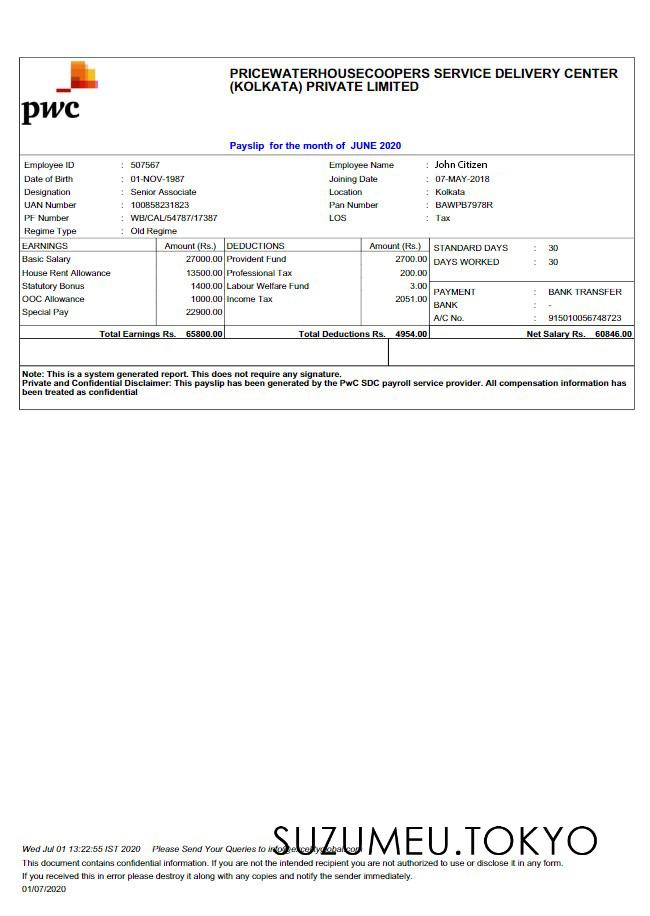 pwc
PRICEWATERHOUSECOOPERS SERVICE DELIVERY CENTER
(KOLKATA) PRIVATE LIMITED
Payslip for the month of JUNE 2020
Employee ID : 507567 Employee Name : John Citizen
Date of Birth : 01-NOV-1987 Joining Date : 07-MAY-2018
Designation : Senior Associate Location : Kolkata
UAN Number : 100858231823 Pan Number : BAWPB7978R
PF Number : WB/CAL/54787/17387 LOS : Tax
Regime Type : Old Regime
EARNINGS Amount (Rs.) DEDUCTIONS Amount (Rs.) STANDARD DAYS : 30
Basic Salary 27000.00 Provident Fund 2700.00 DAYS WORKED : 30
House Rent Allowance 13500.00 Professional Tax 200.00
Statutory Bonus 1400.00 Labour Welfare Fund 3.00 PAYMENT : BANK TRANSFER
OOC Allowance 1000.00 Income Tax 2051.00 BANK : -
Special Pay 22900.00 A/C No. : 915010056748723
Total Earnings Rs. 65800.00 Total Deductions Rs. 4954.00 Net Salary Rs. 60846.00
Note: This is a system generated report. This does not require any signature.
Private and Confidential Disclaimer: This payslip has been generated by the PwC SDC payroll service provider. All compensation information has
been treated as confidential
SUZUMEU.TOKYO
Wed Jul 01 13:22:55 IST 2020 Please Send Your Queries to
This document contains confidential information. If you are not the intended recipient you are not authorized to use or disclose it in any form.
If you received this in error please destroy it along with any copies and notify the sender immediately.
01/07/2020